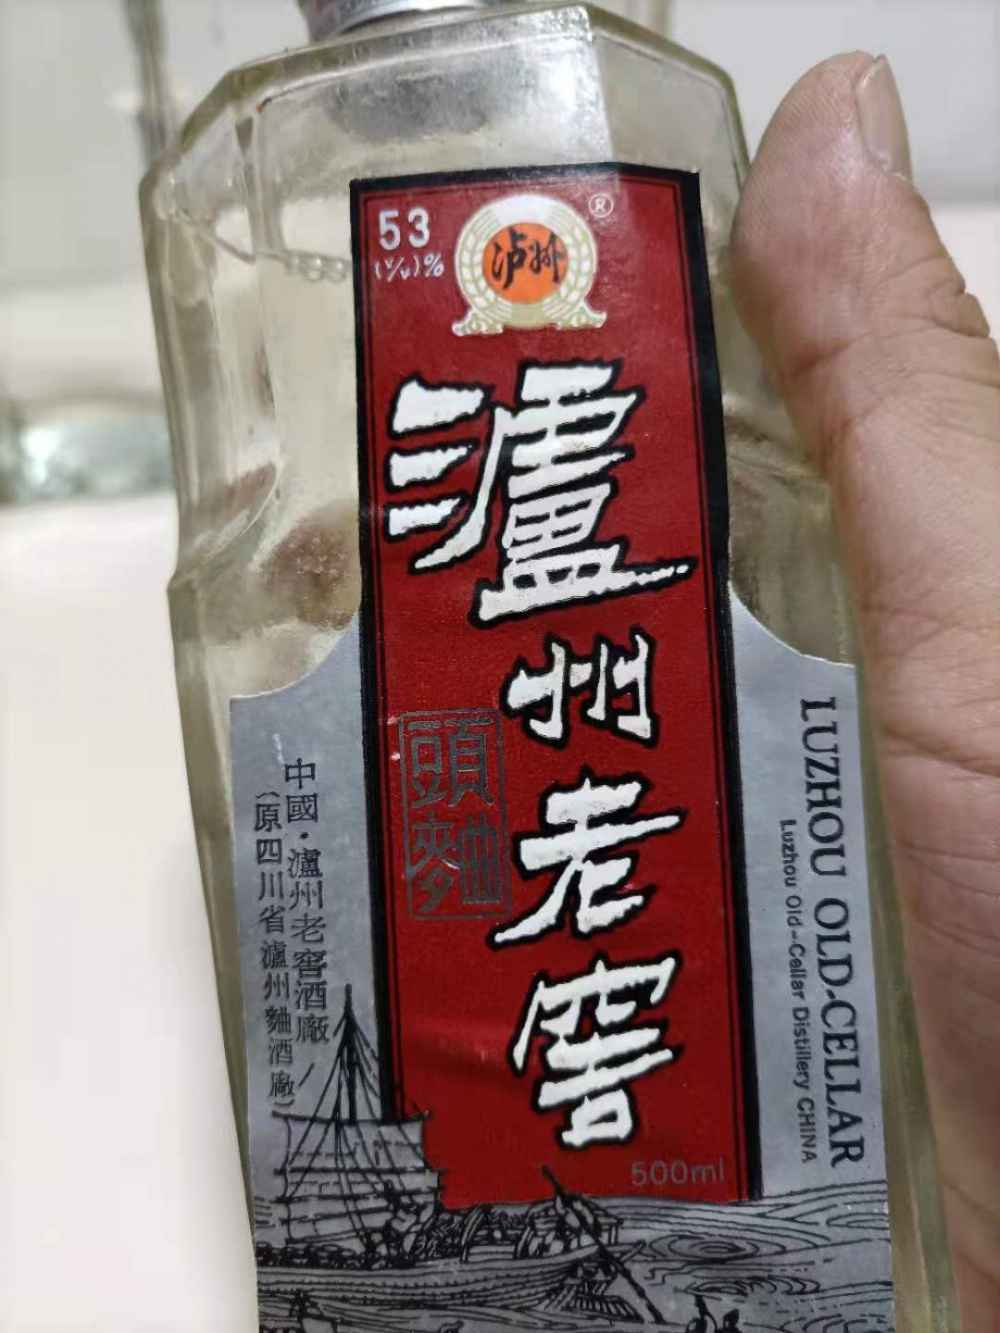 53
(V/V)%
泸州
®
瀘州老窖
頭麯
中國·瀘州老窖酒廠
(原四川省瀘州麯酒廠)
LUZHOU OLD-CELLAR
Luzhou Old-Cellar Distillery CHINA
500ml